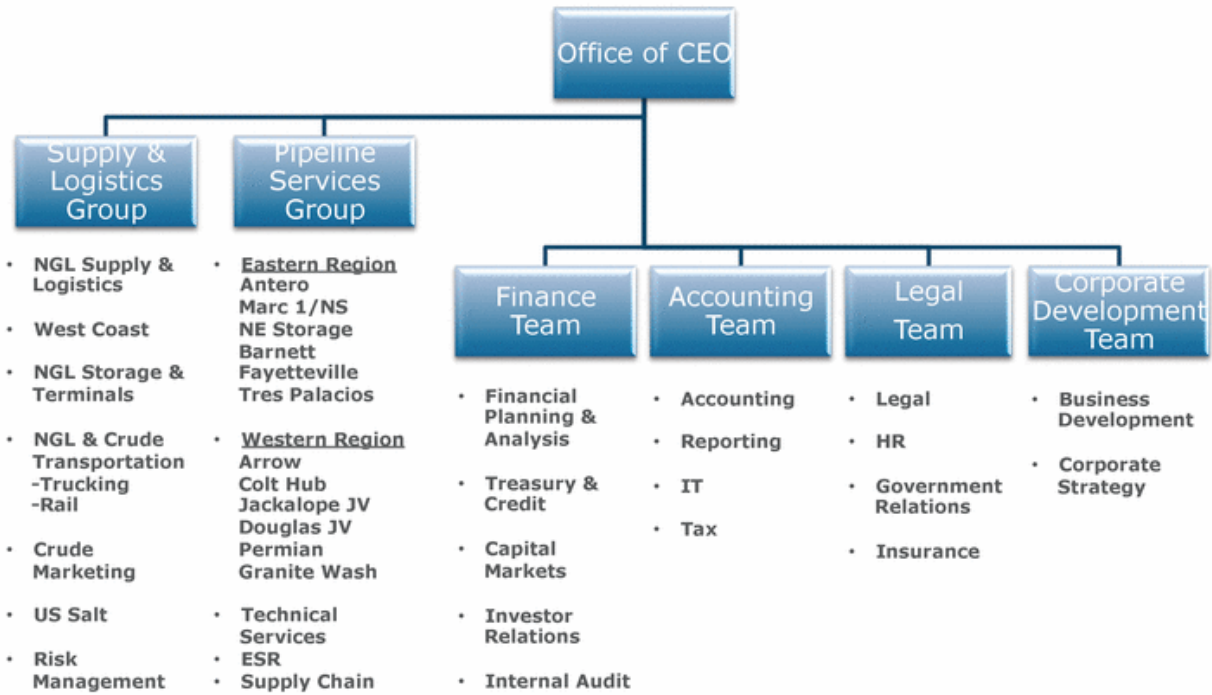 Office of CEO
Supply &
Logistics
Group
Pipeline
Services
Group
• NGL Supply &
Logistics
• West Coast
• NGL Storage &
Terminals
• NGL & Crude
Transportation
-Trucking
-Rail
• Crude
Marketing
• US Salt
• Risk
Management
• Eastern Region
Antero
Marc 1/NS
NE Storage
Barnett
Fayetteville
Tres Palacios
• Western Region
Arrow
Colt Hub
Jackalope JV
Douglas JV
Permian
Granite Wash
• Technical
Services
• ESR
• Supply Chain
Finance
Team
• Financial
Planning &
Analysis
• Treasury &
Credit
• Capital
Markets
• Investor
Relations
• Internal Audit
Accounting
Team
• Accounting
• Reporting
• IT
• Tax
Legal
Team
• Legal
• HR
• Government
Relations
• Insurance
Corporate
Development
Team
• Business
Development
• Corporate
Strategy